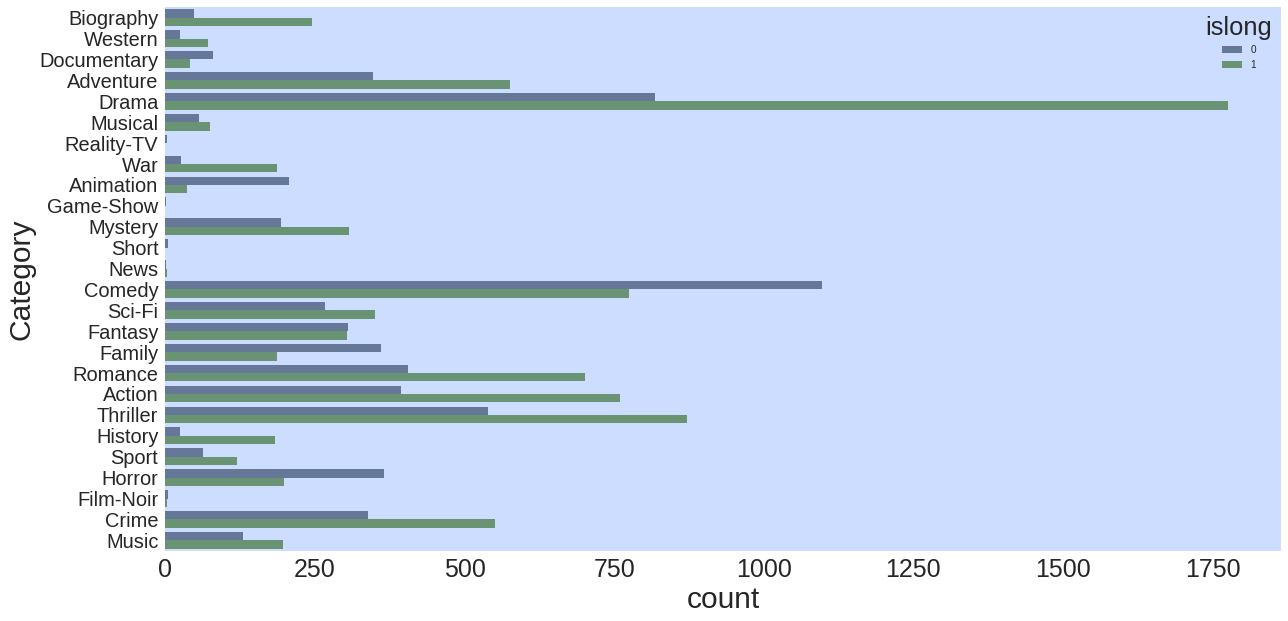 islong
0
1
Category
Biography
Western
Documentary
Adventure
Drama
Musical
Reality-TV
War
Animation
Game-Show
Mystery
Short
News
Comedy
Sci-Fi
Fantasy
Family
Romance
Action
Thriller
History
Sport
Horror
Film-Noir
Crime
Music
0 250 500 750 1000 1250 1500 1750
count